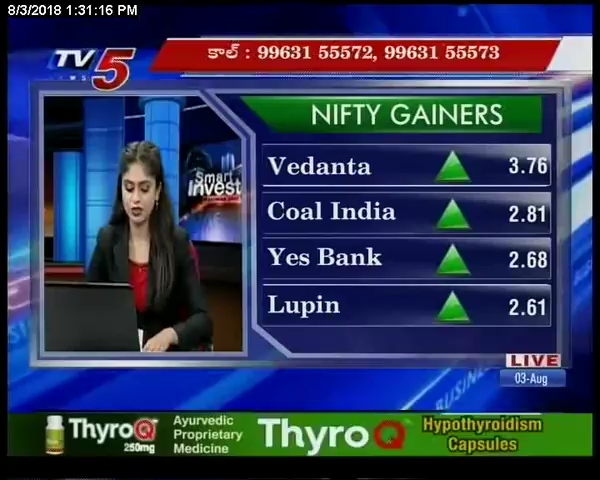 8/3/2018 1:31:16 PM
TV5
NEWS
కాల్ : 99631 55572, 99631 55573
NIFTY GAINERS
Vedanta 3.76
Coal India 2.81
Yes Bank 2.68
Lupin 2.61
Smart
Invest
LIVE
03-Aug
BUSINE
ThyroQ
250mg
Ayurvedic
Proprietary
Medicine
ThyroQ
Hypothyroidism
Capsules